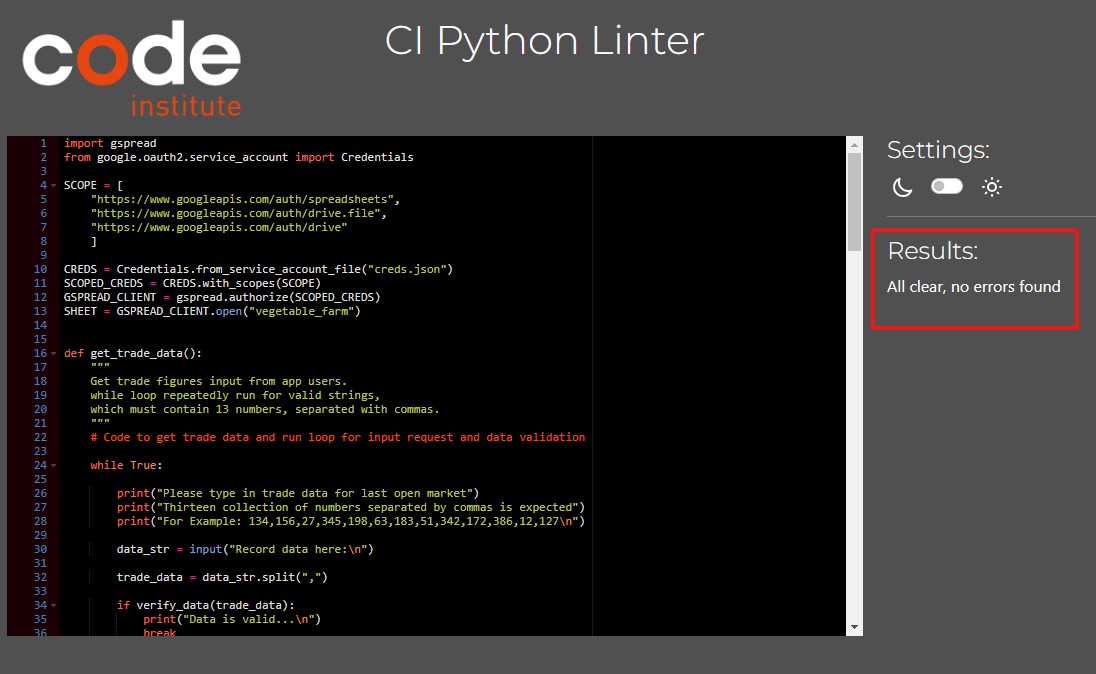 code
institute
CI Python Linter
1 import gspread
2 from google.oauth2.service_account import Credentials
3
4 SCOPE = [
5     "https://www.googleapis.com/auth/spreadsheets",
6     "https://www.googleapis.com/auth/drive.file",
7     "https://www.googleapis.com/auth/drive"
8     ]
9
10 CREDS = Credentials.from_service_account_file("creds.json")
11 SCOPED_CREDS = CREDS.with_scopes(SCOPE)
12 GSPREAD_CLIENT = gspread.authorize(SCOPED_CREDS)
13 SHEET = GSPREAD_CLIENT.open("vegetable_farm")
14
15
16 def get_trade_data():
17     """
18     Get trade figures input from app users.
19     while loop repeatedly run for valid strings,
20     which must contain 13 numbers, separated with commas.
21     """
22     # Code to get trade data and run loop for input request and data validation
23
24     while True:
25
26         print("Please type in trade data for last open market")
27         print("Thirteen collection of numbers separated by commas is expected")
28         print("For Example: 134,156,27,345,198,63,183,51,342,172,386,12,127\n")
29
30         data_str = input("Record data here:\n")
31
32         trade_data = data_str.split(",")
33
34         if verify_data(trade_data):
35             print("Data is valid...\n")
36             break
Settings:
Results:
All clear, no errors found